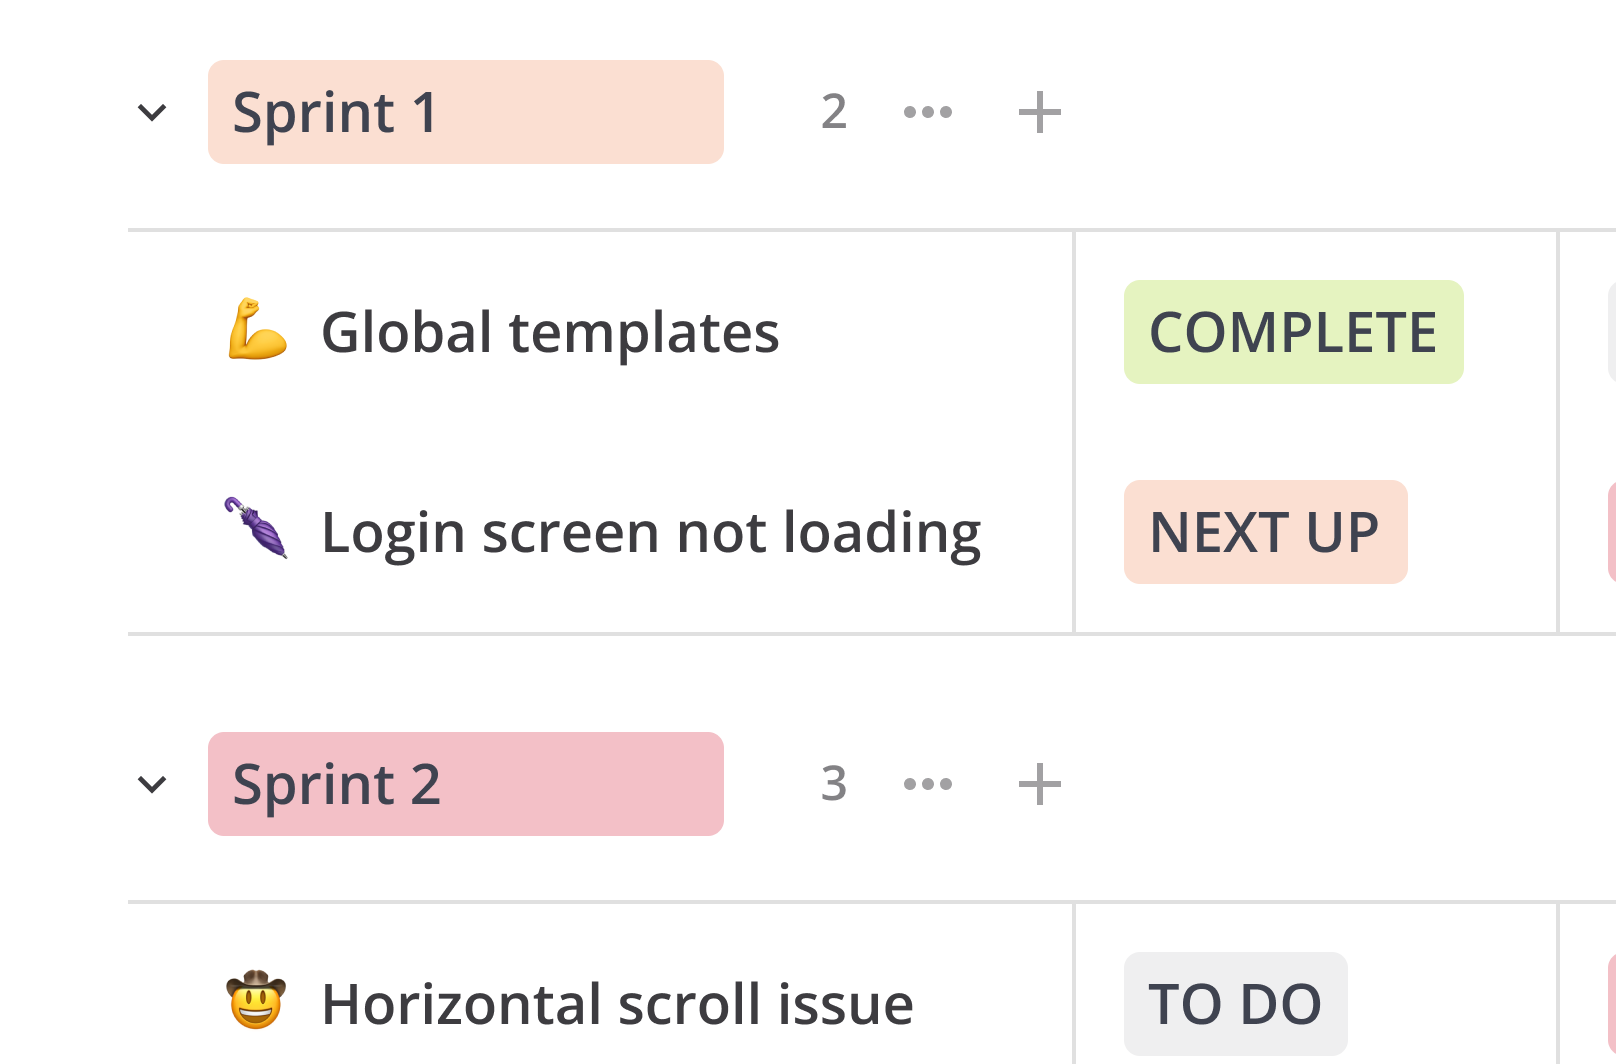 Sprint 1 2
Global templates COMPLETE
Login screen not loading NEXT UP
Sprint 2 3
Horizontal scroll issue TO DO